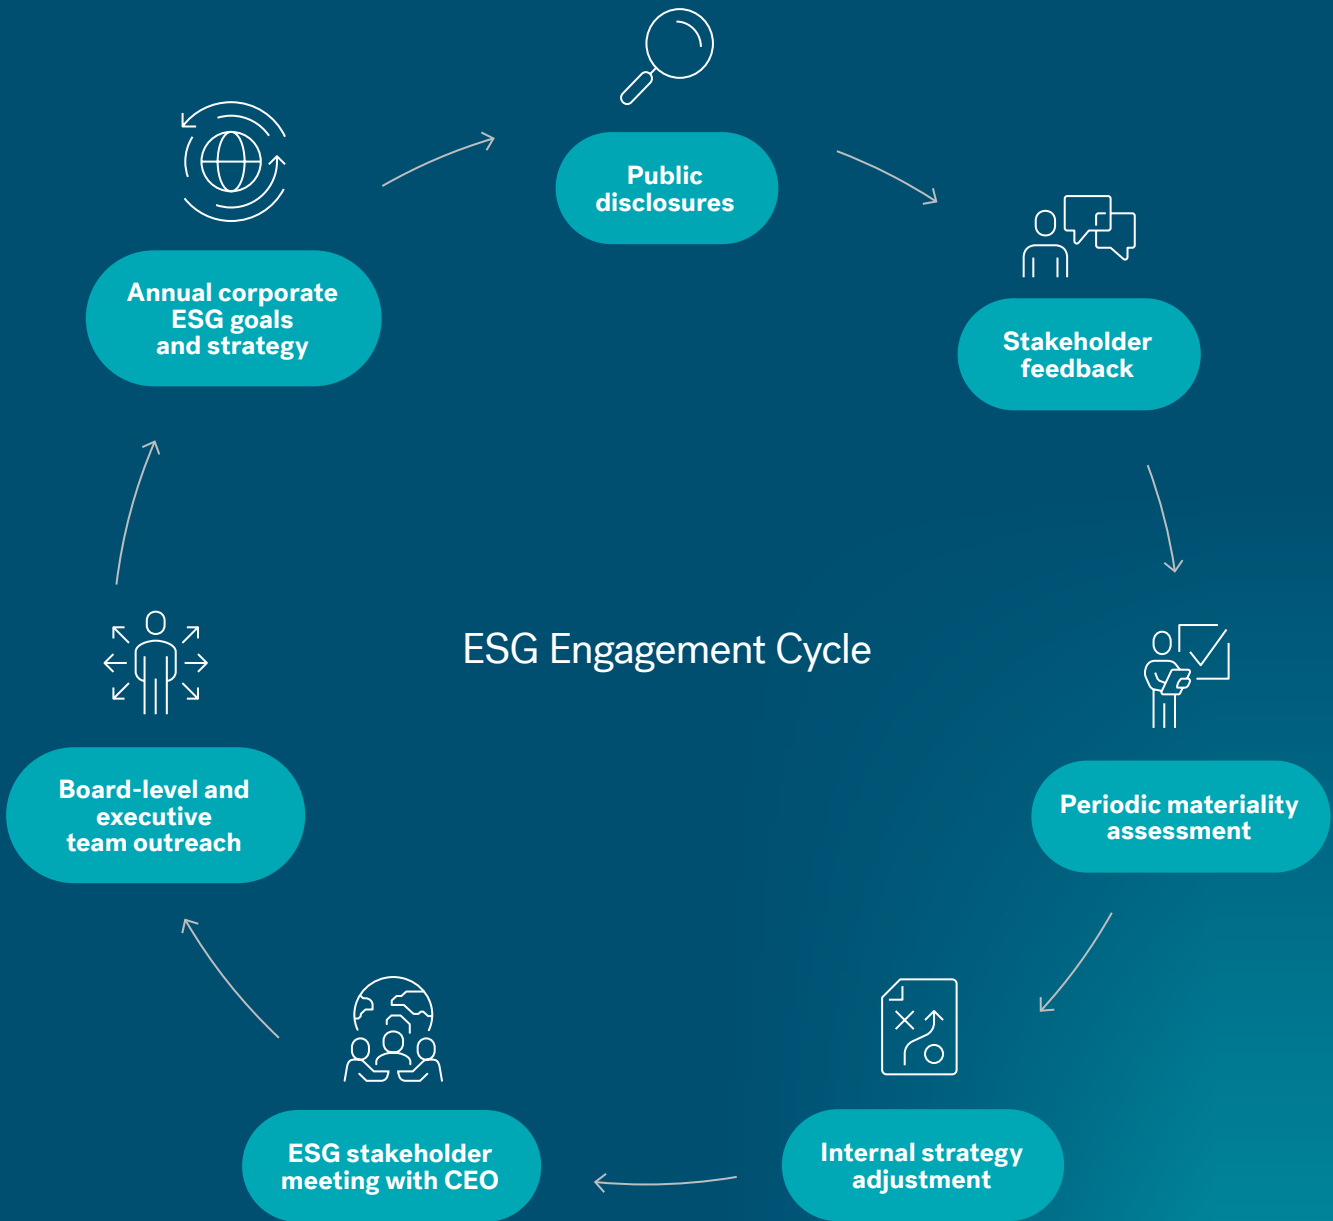 Public
disclosures
Stakeholder
feedback
Periodic materiality
assessment
Internal strategy
adjustment
ESG stakeholder
meeting with CEO
Board-level and
executive
team outreach
Annual corporate
ESG goals
and strategy
ESG Engagement Cycle